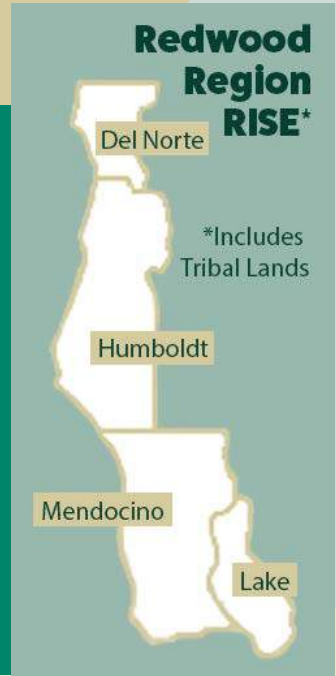 Redwood
Region
RISE*
Del Norte
*Includes
Tribal Lands
Humboldt
Mendocino
Lake